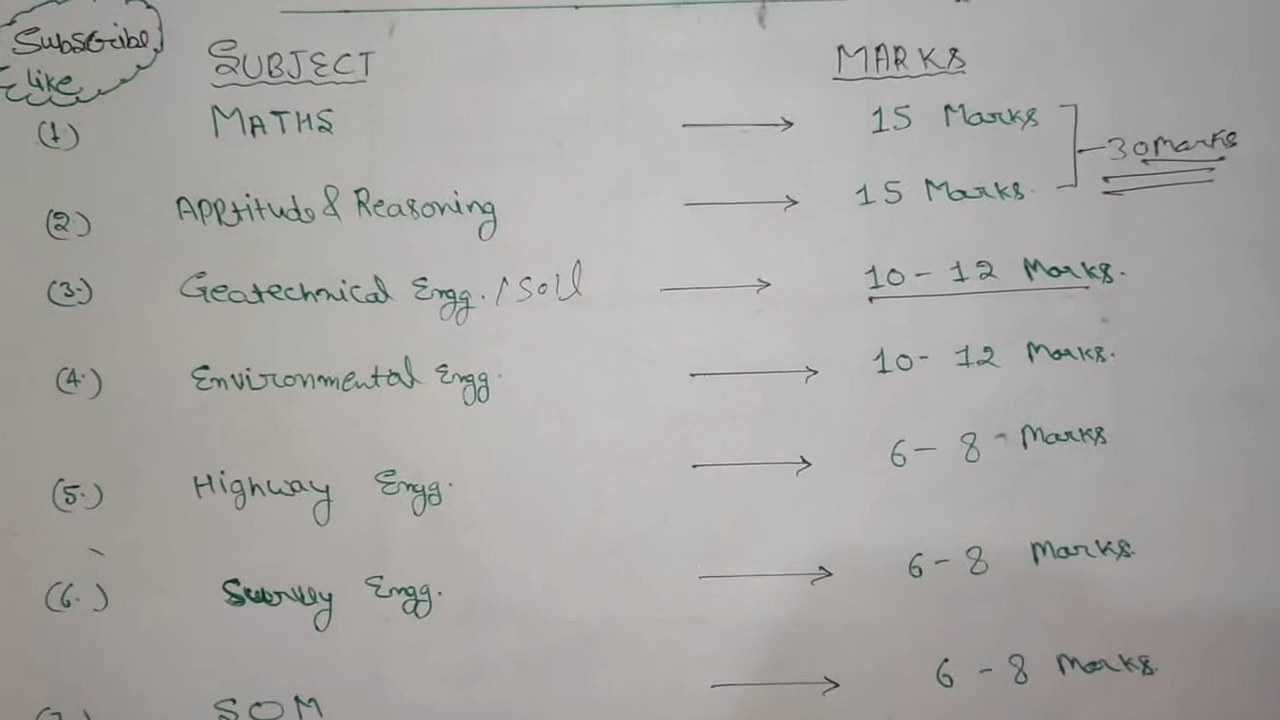 Subscribe,
Like
SUBJECT MARKS
(1.) MATHS → 15 Marks
30 marks
(2.) Apptitude & Reasoning → 15 Marks.
(3.) Geatechnical Engg. / Soil → 10 - 12 Marks.
(4.) Environmental Engg. → 10 - 12 Marks.
(5.) Highway Engg. → 6 - 8 - Marks
(6.) Survey Engg. → 6 - 8 Marks.
(7.) SOM → 6 - 8 Marks.